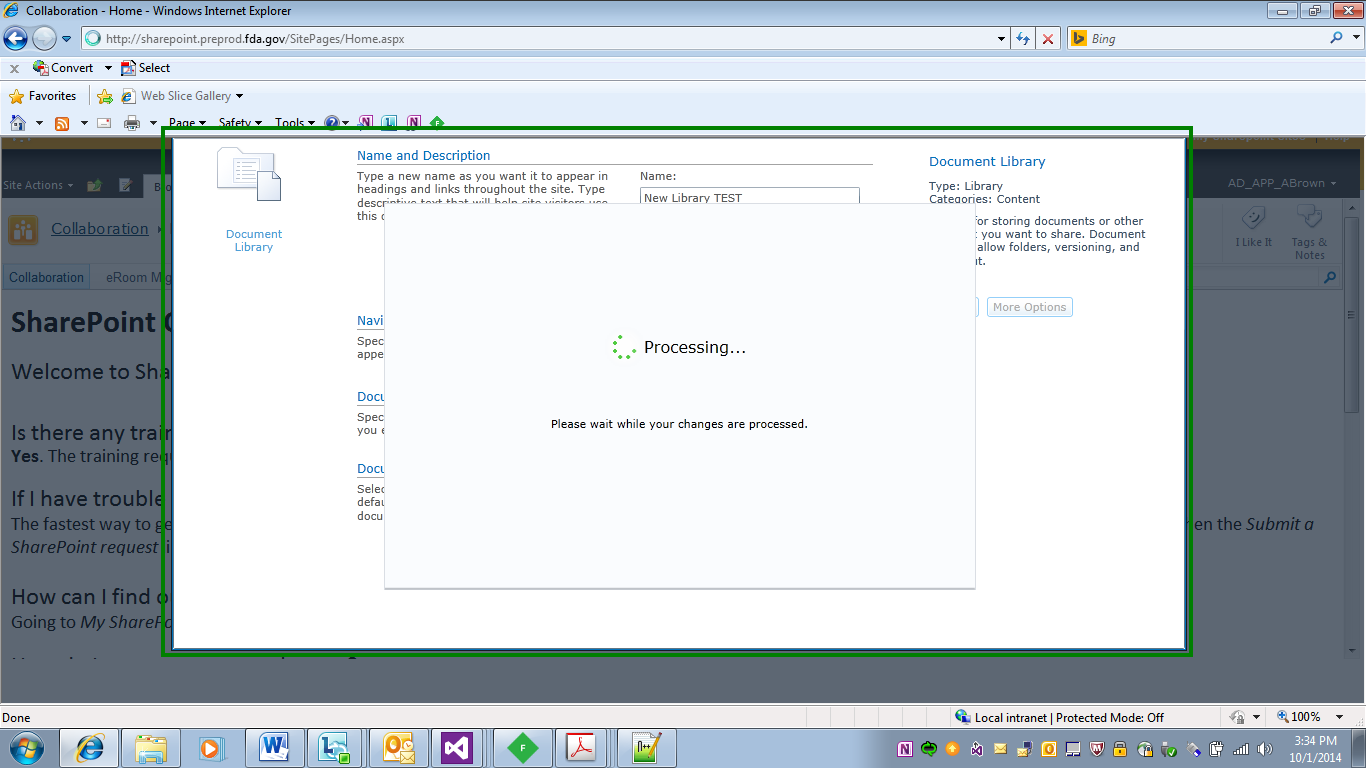 Collaboration - Home - Windows Internet Explorer
http://sharepoint.preprod.fda.gov/SitePages/Home.aspx
Bing
x Convert Select
Favorites Web Slice Gallery
Page Safety Tools
Site Actions
AD_APP_ABrown
Collaboration
I Like It
Tags & Notes
Collaboration eRoom Mig
SharePoint
Welcome to Sha
Is there any train
Yes. The training req
If I have trouble
The fastest way to ge
en the Submit a
SharePoint request
How can I find o
Going to My SharePo
Document
Library
Name and Description
Type a new name as you want it to appear in
headings and links throughout the site. Type
descriptive text that will help site visitors use
this
Name:
New Library TEST
Navi
Spec
appe
Docu
Spec
you e
Docu
Selec
defau
docu
Processing...
Please wait while your changes are processed.
Document Library
Type: Library
Categories: Content
for storing documents or other
you want to share. Document
allow folders, versioning, and
More Options
Done
Local intranet | Protected Mode: Off
100%
3:34 PM
10/1/2014